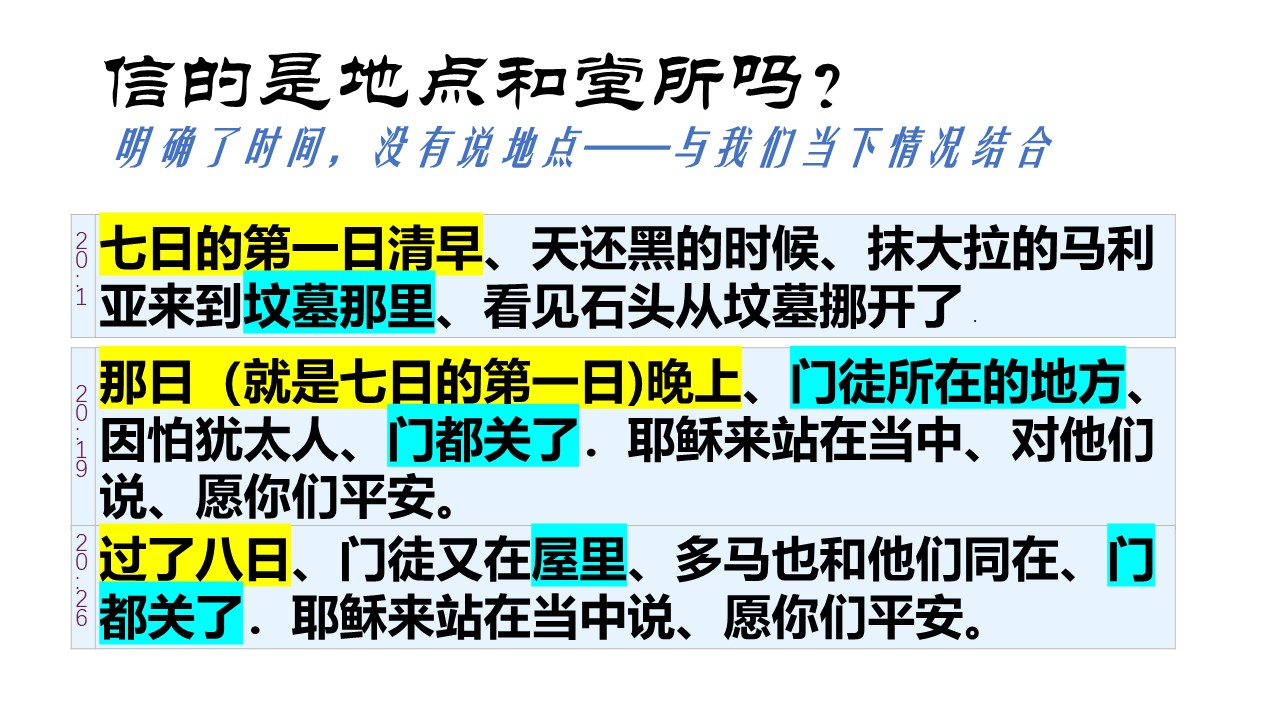 信的是地点和堂所吗？
明确了时间，没有说地点——与我们当下情况结合
20:1
七日的第一日清早、天还黑的时候、抹大拉的马利
亚来到坟墓那里、看见石头从坟墓挪开了．
20:19
那日（就是七日的第一日)晚上、门徒所在的地方、
因怕犹太人、门都关了．耶稣来站在当中、对他们
说、愿你们平安。
20:26
过了八日、门徒又在屋里、多马也和他们同在、门
都关了．耶稣来站在当中说、愿你们平安。